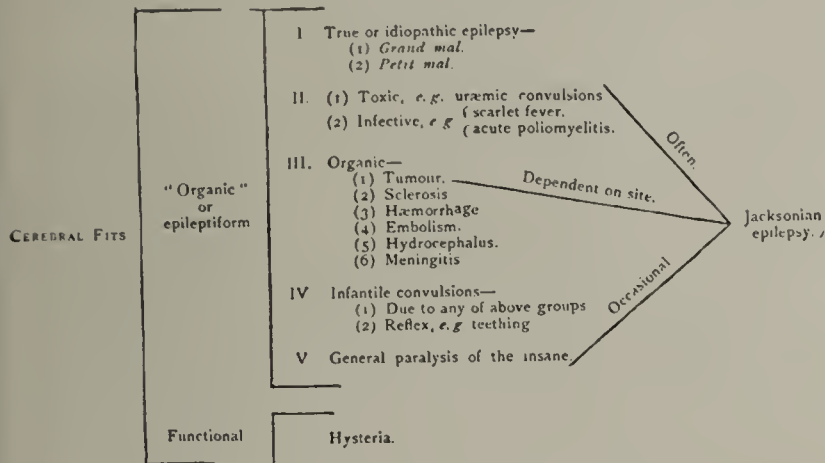 I True or idiopathic epilepsy—
(1) Grand mal.
(2) Petit mal.
II. (1) Toxic, e.g. uræmic convulsions
(2) Infective, e g { scarlet fever.
{ acute poliomyelitis.
Often.
III. Organic—
(1) Tumour.
Dependent on site.
(2) Sclerosis
(3) Hæmorrhage
(4) Embolism.
(5) Hydrocephalus.
(6) Meningitis
"Organic"
or
epileptiform
CEREBRAL FITS
Jacksonian
epilepsy.
IV Infantile convulsions—
(1) Due to any of above groups
(2) Reflex, e.g teething
Occasional
V General paralysis of the insane.
Functional
Hysteria.